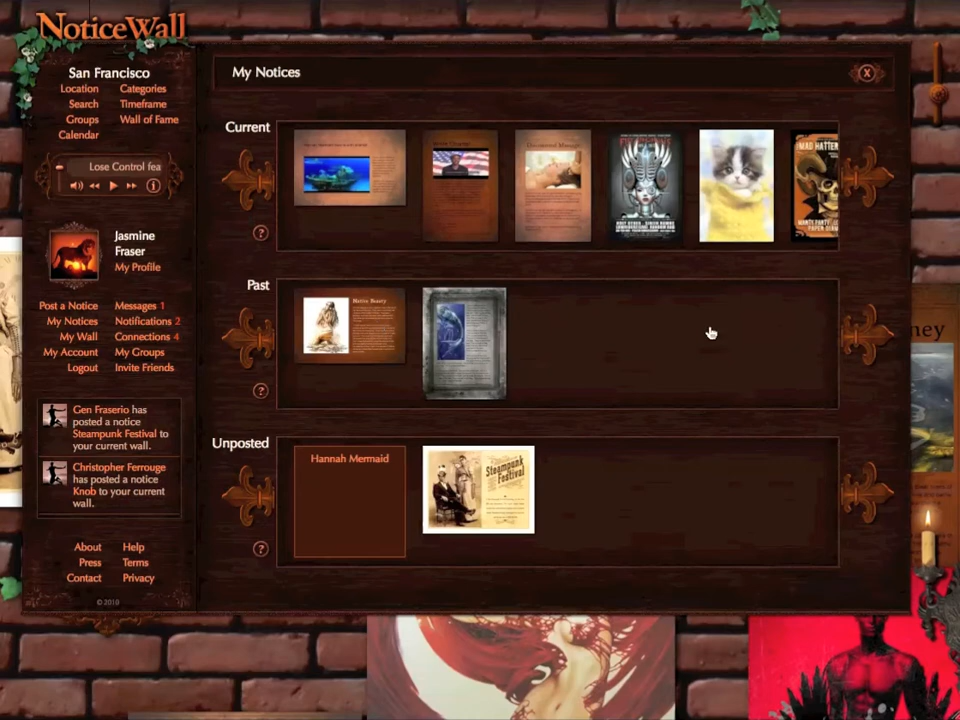 NoticeWall
San Francisco
Location Categories
Search Timeframe
Groups Wall of Fame
Calendar
Lose Control fea
Jasmine
Fraser
My Profile
Post a Notice Messages 1
My Notices Notifications 2
My Wall Connections 4
My Account My Groups
Logout Invite Friends
Gen Fraserio has
posted a notice
Steampunk Festival to
your current wall.
Christopher Ferrouge
has posted a notice
Knob to your current
wall.
About Help
Press Terms
Contact Privacy
© 2010
My Notices
X
Current
MAD HATTER
?
Past
Native Beauty
?
Unposted
Hannah Mermaid
Steampunk
Festival
?
ney